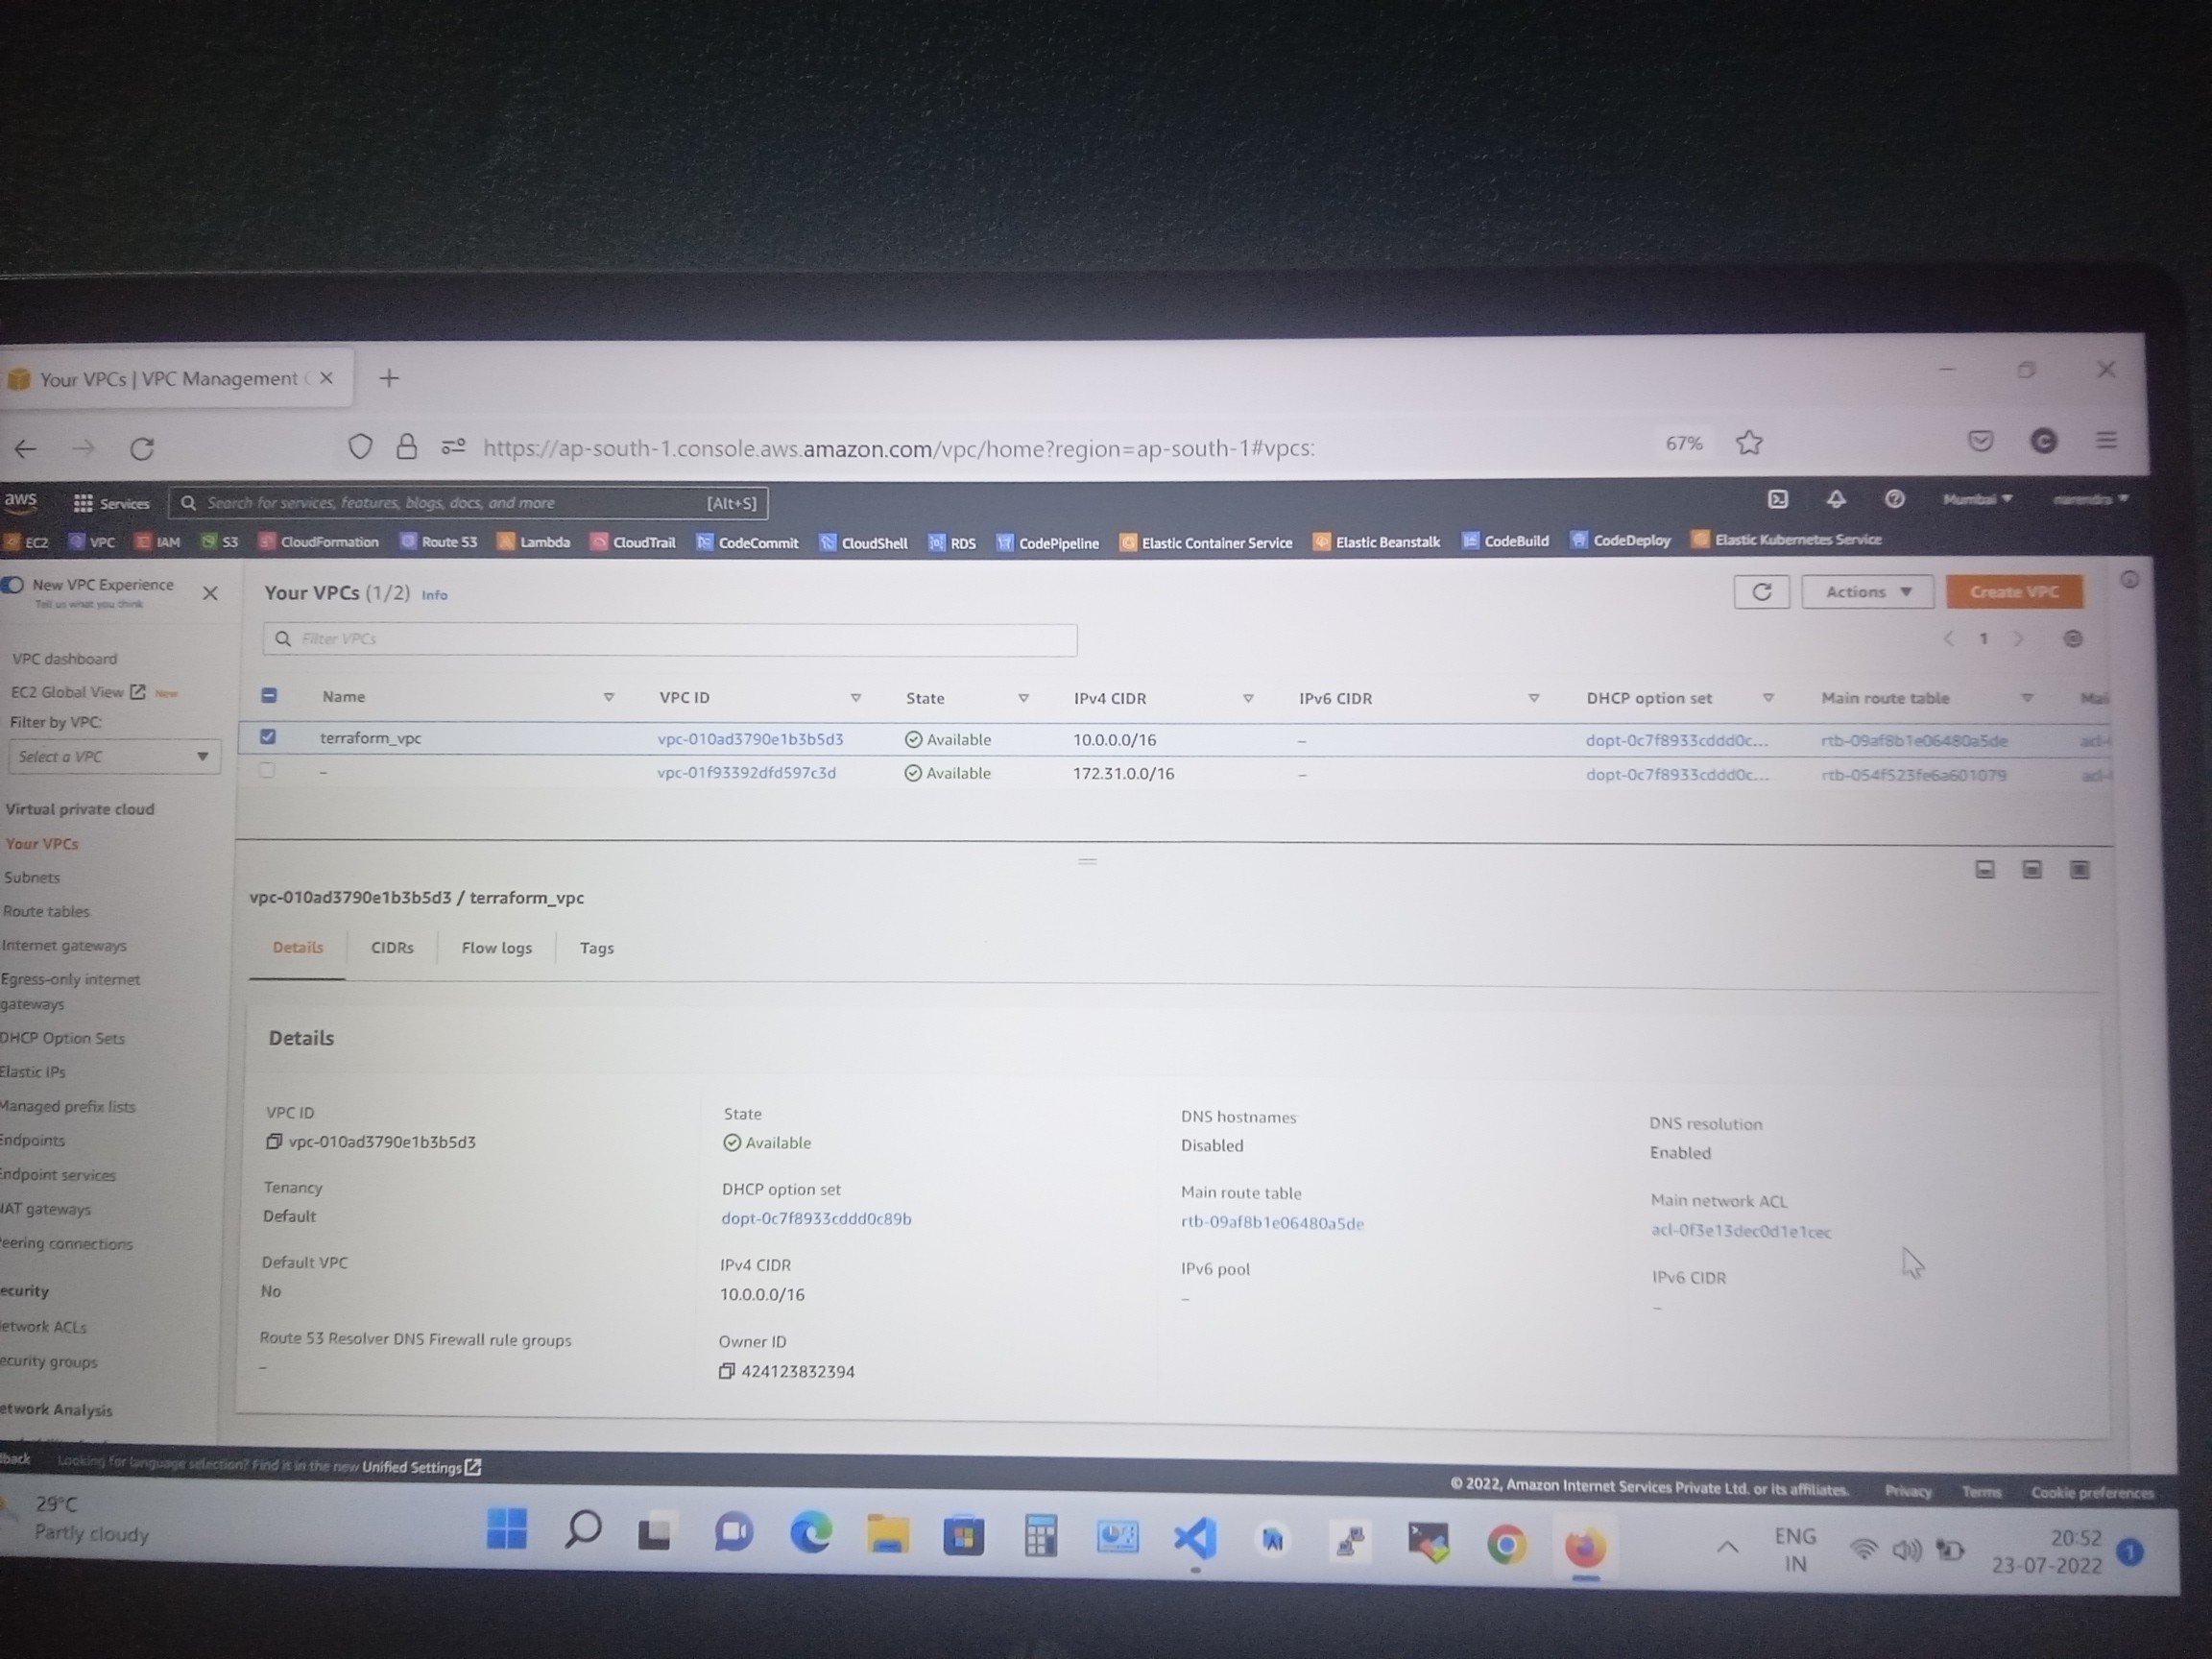 Your VPCs | VPC Management
https://ap-south-1.console.aws.amazon.com/vpc/home?region=ap-south-1#vpcs:
67%
aws
Services
Search for services, features, blogs, docs, and more
[Alt+S]
Mumbai
narendra
EC2 VPC IAM S3 CloudFormation Route 53 Lambda CloudTrail CodeCommit CloudShell RDS CodePipeline Elastic Container Service Elastic Beanstalk CodeBuild CodeDeploy Elastic Kubernetes Service
New VPC Experience
Tell us what you think
VPC dashboard
EC2 Global View New
Filter by VPC:
Select a VPC
Virtual private cloud
Your VPCs
Subnets
Route tables
Internet gateways
Egress-only internet
gateways
DHCP Option Sets
Elastic IPs
Managed prefix lists
Endpoints
Endpoint services
NAT gateways
eering connections
ecurity
etwork ACLs
ecurity groups
etwork Analysis
Your VPCs (1/2) Info
Actions
Create VPC
Filter VPCs
1
Name VPC ID State IPv4 CIDR IPv6 CIDR DHCP option set Main route table Mai
terraform_vpc vpc-010ad3790e1b3b5d3 Available 10.0.0.0/16 – dopt-0c7f8933cddd0c... rtb-09af8b1e06480a5de acl-
– vpc-01f93392dfd597c3d Available 172.31.0.0/16 – dopt-0c7f8933cddd0c... rtb-054f523fe6a601079 acl-
vpc-010ad3790e1b3b5d3 / terraform_vpc
Details CIDRs Flow logs Tags
Details
VPC ID
vpc-010ad3790e1b3b5d3
State
Available
DNS hostnames
Disabled
DNS resolution
Enabled
Tenancy
Default
DHCP option set
dopt-0c7f8933cddd0c89b
Main route table
rtb-09af8b1e06480a5de
Main network ACL
acl-0f3e13dec0d1e1cec
Default VPC
No
IPv4 CIDR
10.0.0.0/16
IPv6 pool
–
IPv6 CIDR
–
Route 53 Resolver DNS Firewall rule groups
–
Owner ID
424123832394
dback
Looking for language selection? Find it in the new Unified Settings
© 2022, Amazon Internet Services Private Ltd. or its affiliates.
Privacy Terms Cookie preferences
29°C
Partly cloudy
ENG
IN
20:52
23-07-2022
1